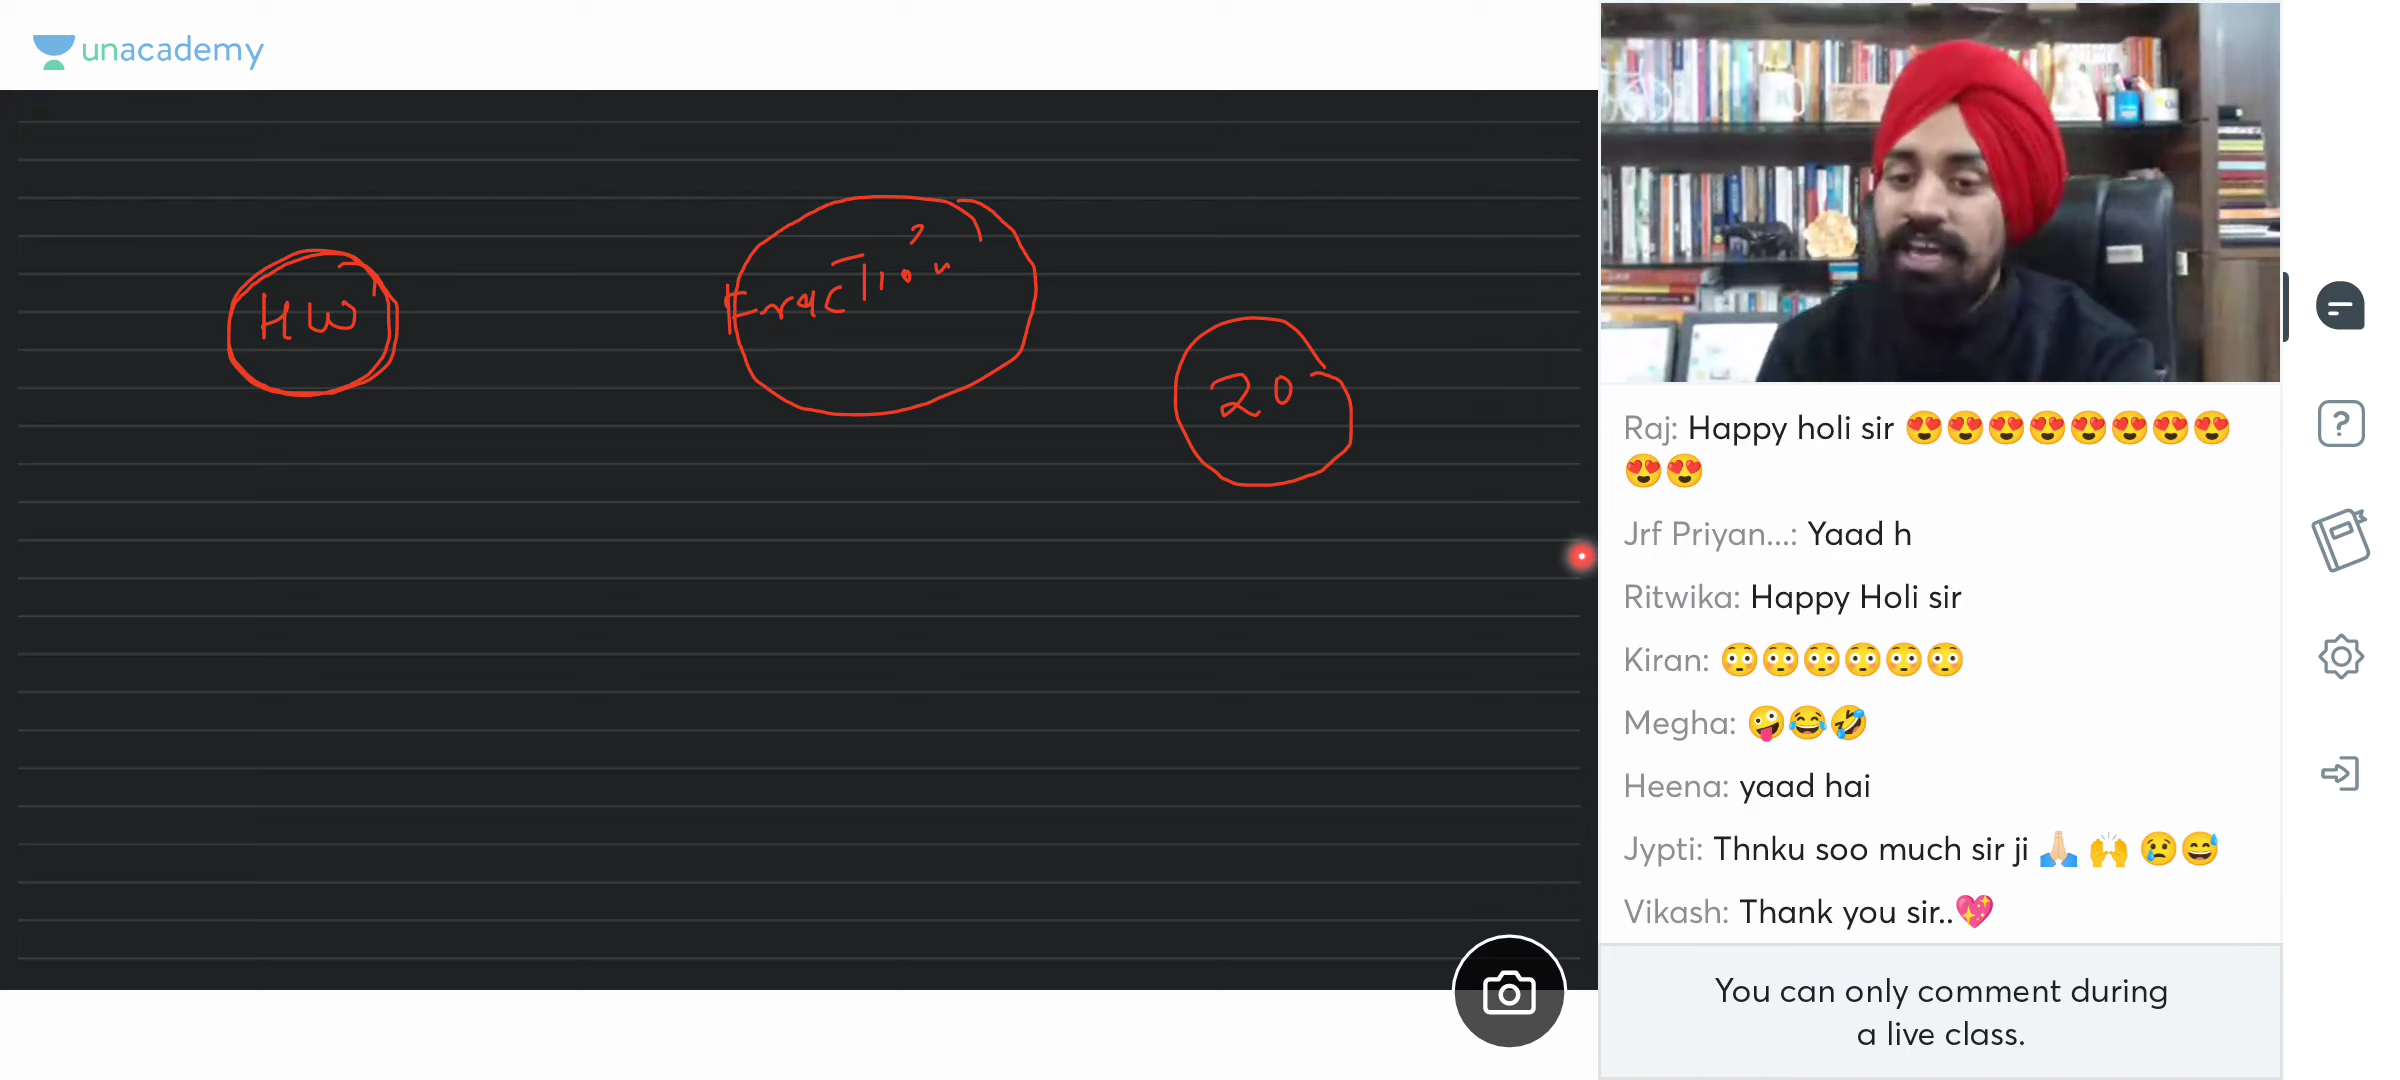 unacademy
HW
Fraction
20
Raj: Happy holi sir 😍😍😍😍😍😍😍😍
😍😍
Jrf Priyan...: Yaad h
Ritwika: Happy Holi sir
Kiran: 😳😳😳😳😳😳
Megha: 🤪😂🤣
Heena: yaad hai
Jypti: Thnku soo much sir ji 🙏🏻 🙌 😢😅
Vikash: Thank you sir..💖
You can only comment during
a live class.